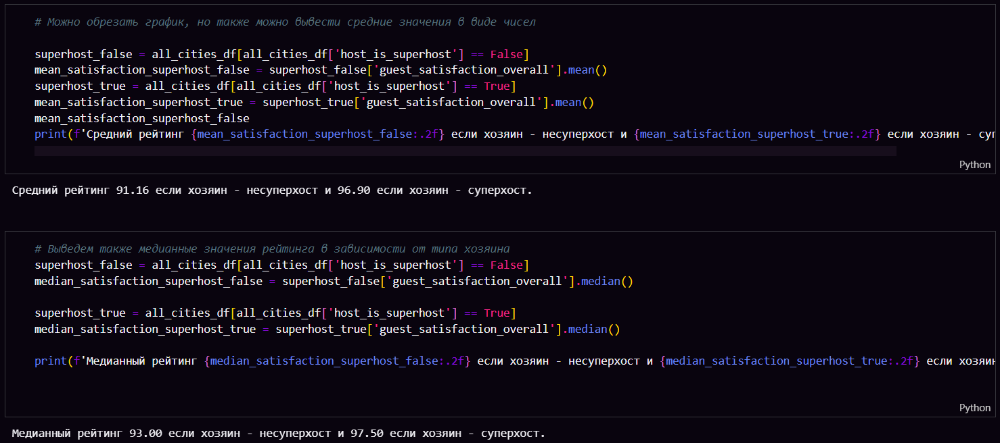 # Можно обрезать график, но также можно вывести средние значения в виде чисел
superhost_false = all_cities_df[all_cities_df['host_is_superhost'] == False]
mean_satisfaction_superhost_false = superhost_false['guest_satisfaction_overall'].mean()
superhost_true = all_cities_df[all_cities_df['host_is_superhost'] == True]
mean_satisfaction_superhost_true = superhost_true['guest_satisfaction_overall'].mean()
mean_satisfaction_superhost_false
print(f'Средний рейтинг {mean_satisfaction_superhost_false:.2f} если хозяин - несуперхост и {mean_satisfaction_superhost_true:.2f} если хозяин - суп
Python
Средний рейтинг 91.16 если хозяин - несуперхост и 96.90 если хозяин - суперхост.
# Выведем также медианные значения рейтинга в зависимости от типа хозяина
superhost_false = all_cities_df[all_cities_df['host_is_superhost'] == False]
median_satisfaction_superhost_false = superhost_false['guest_satisfaction_overall'].median()
superhost_true = all_cities_df[all_cities_df['host_is_superhost'] == True]
median_satisfaction_superhost_true = superhost_true['guest_satisfaction_overall'].median()
print(f'Медианный рейтинг {median_satisfaction_superhost_false:.2f} если хозяин - несуперхост и {median_satisfaction_superhost_true:.2f} если хозяин
Python
Медианный рейтинг 93.00 если хозяин - несуперхост и 97.50 если хозяин - суперхост.